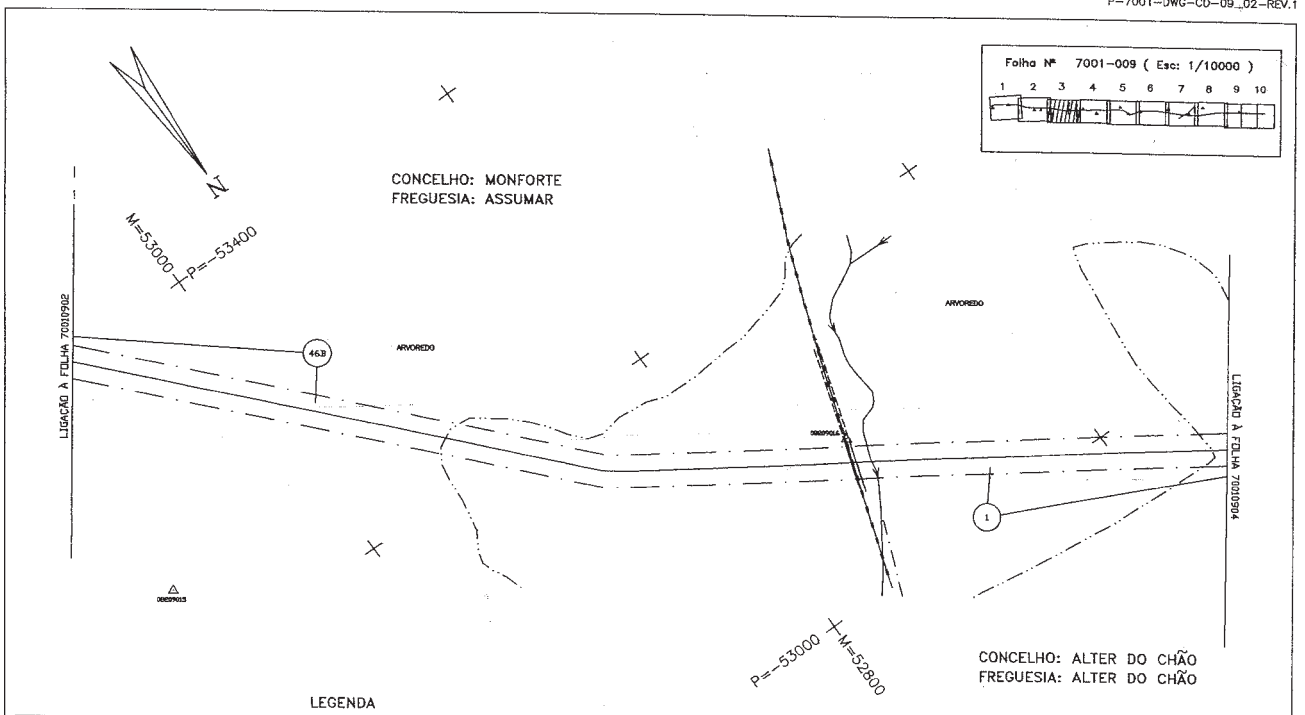 P-7001-DWG-CD-09_02-REV.1
Folha Nº 7001-009 ( Esc: 1/10000 )
1 2 3 4 5 6 7 8 9 10
N
CONCELHO: MONFORTE
FREGUESIA: ASSUMAR
M=53000
P=-53400
LIGAÇÃO À FOLHA 70010902
46.B
ARVOREDO
ARVOREDO
LIGAÇÃO À FOLHA 70010904
1
P=-53000
M=52800
CONCELHO: ALTER DO CHÃO
FREGUESIA: ALTER DO CHÃO
LEGENDA